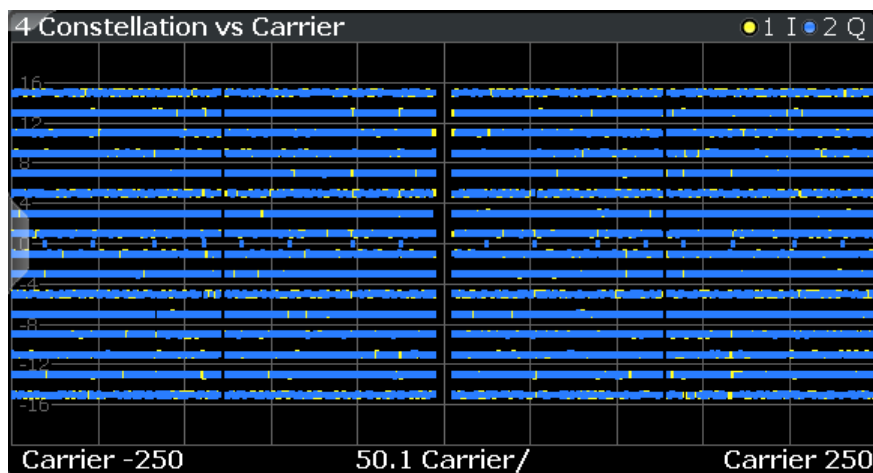 4 Constellation vs Carrier
1 I 2 Q
16
12
8
4
0
-4
-8
-12
-16
Carrier -250
50.1 Carrier/
Carrier 250